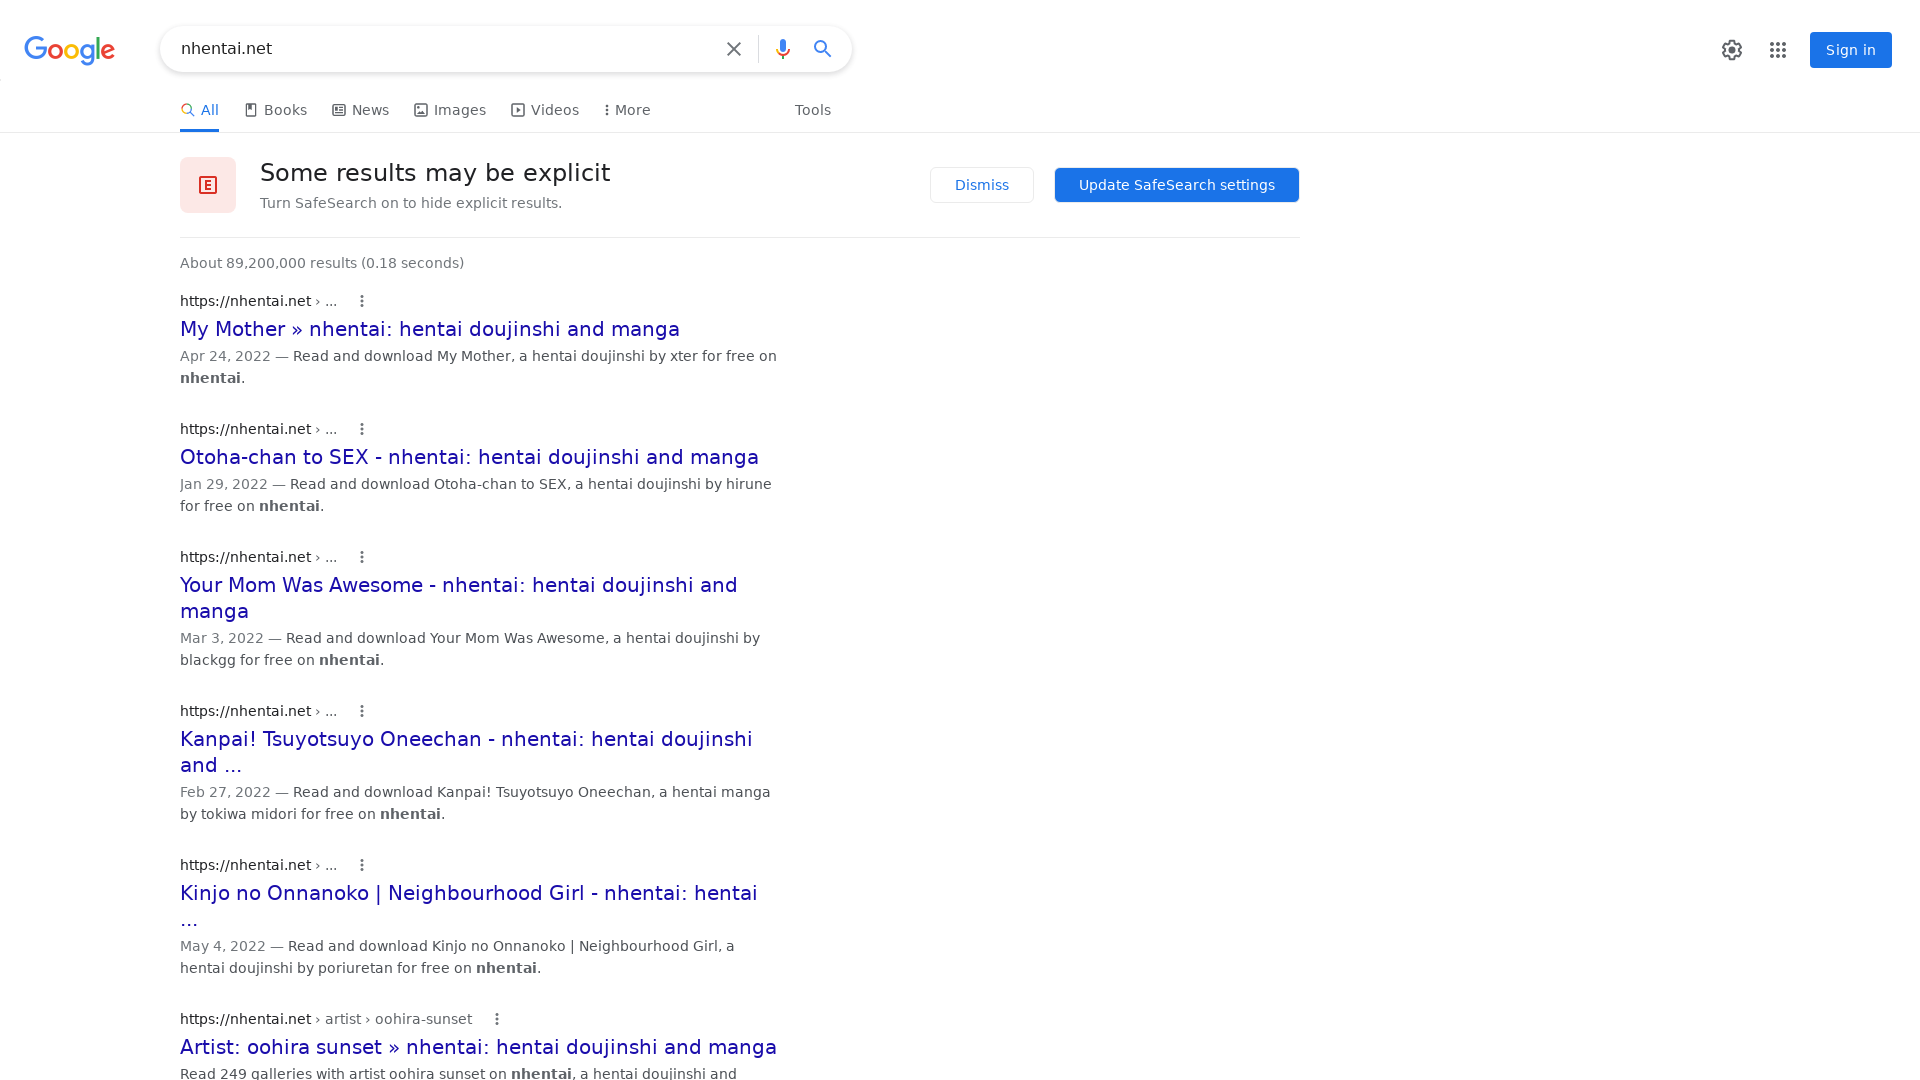 Google
nhentai.net
Sign in
All
Books
News
Images
Videos
More
Tools
E
Some results may be explicit
Turn SafeSearch on to hide explicit results.
Dismiss
Update SafeSearch settings
About 89,200,000 results (0.18 seconds)
https://nhentai.net › ...
My Mother » nhentai: hentai doujinshi and manga
Apr 24, 2022 — Read and download My Mother, a hentai doujinshi by xter for free on
nhentai.
https://nhentai.net › ...
Otoha-chan to SEX - nhentai: hentai doujinshi and manga
Jan 29, 2022 — Read and download Otoha-chan to SEX, a hentai doujinshi by hirune
for free on nhentai.
https://nhentai.net › ...
Your Mom Was Awesome - nhentai: hentai doujinshi and
manga
Mar 3, 2022 — Read and download Your Mom Was Awesome, a hentai doujinshi by
blackgg for free on nhentai.
https://nhentai.net › ...
Kanpai! Tsuyotsuyo Oneechan - nhentai: hentai doujinshi
and ...
Feb 27, 2022 — Read and download Kanpai! Tsuyotsuyo Oneechan, a hentai manga
by tokiwa midori for free on nhentai.
https://nhentai.net › ...
Kinjo no Onnanoko | Neighbourhood Girl - nhentai: hentai
...
May 4, 2022 — Read and download Kinjo no Onnanoko | Neighbourhood Girl, a
hentai doujinshi by poriuretan for free on nhentai.
https://nhentai.net › artist › oohira-sunset
Artist: oohira sunset » nhentai: hentai doujinshi and manga
Read 249 galleries with artist oohira sunset on nhentai, a hentai doujinshi and